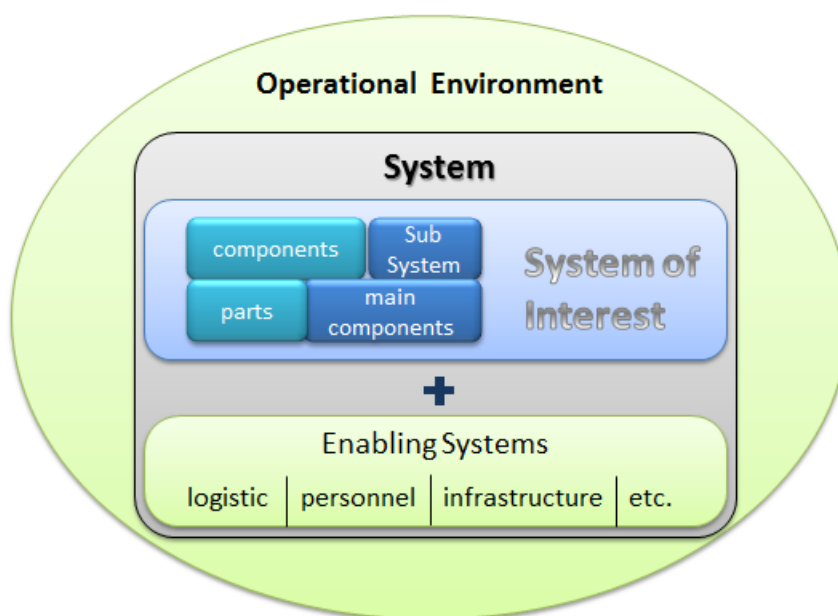 Operational Environment
System
components
Sub
System
parts
main
components
System of
Interest
+
Enabling Systems
logistic personnel infrastructure etc.